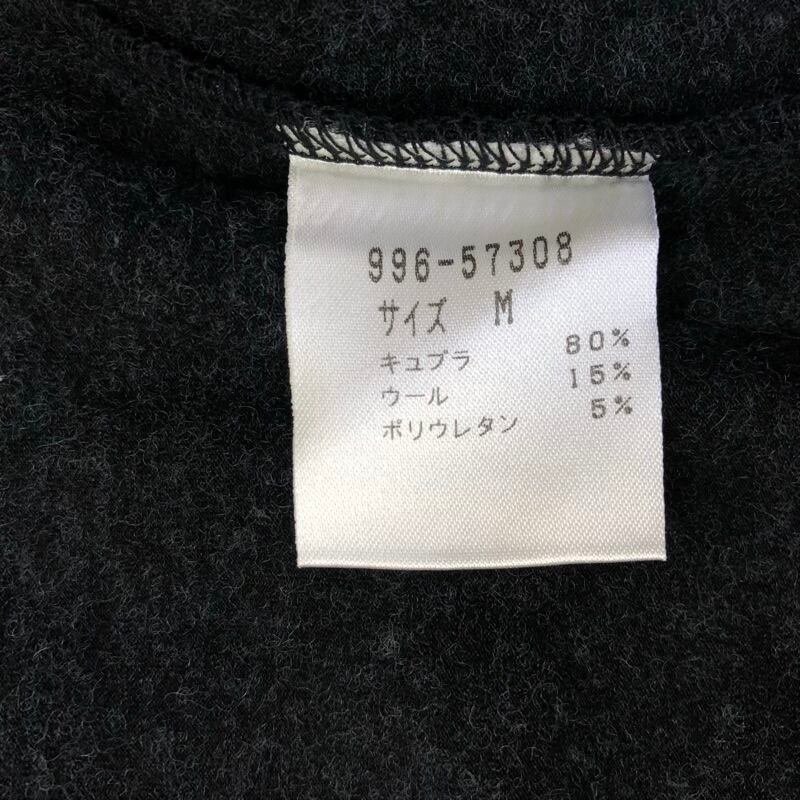 996-57308
サイズ M
キュプラ 80%
ウール 15%
ポリウレタン 5%